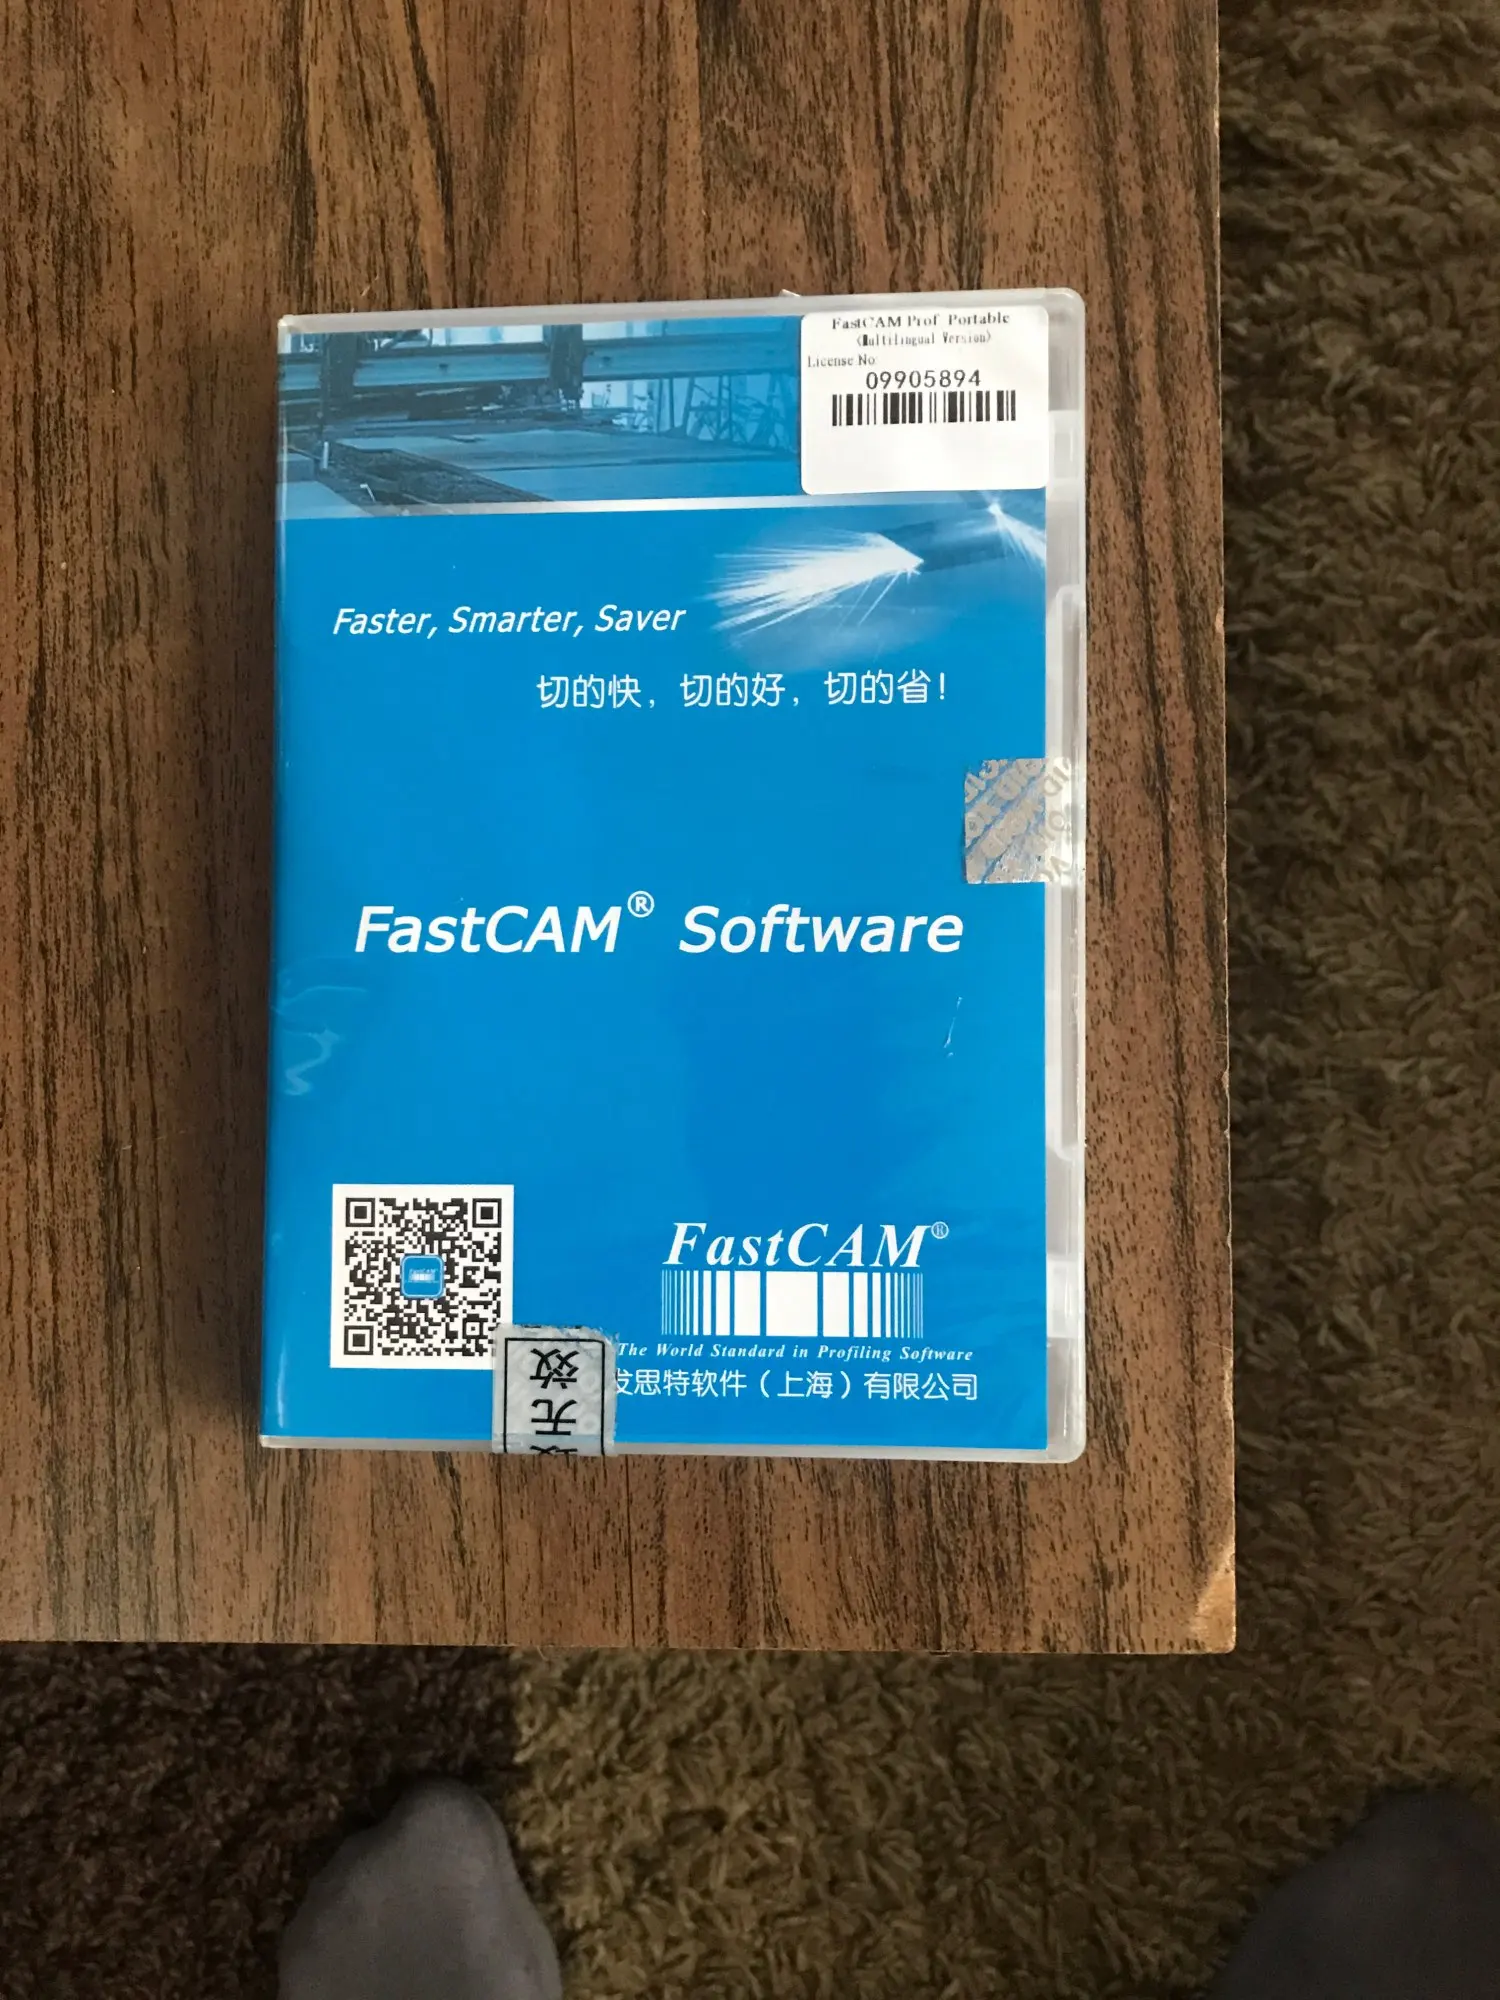 FastCAM Prof Portable
(Multilingual Version)
License No:
09905894
Faster, Smarter, Saver
切的快，切的好，切的省！
FastCAM® Software
FastCAM®
The World Standard in Profiling Software
发思特软件（上海）有限公司
无效